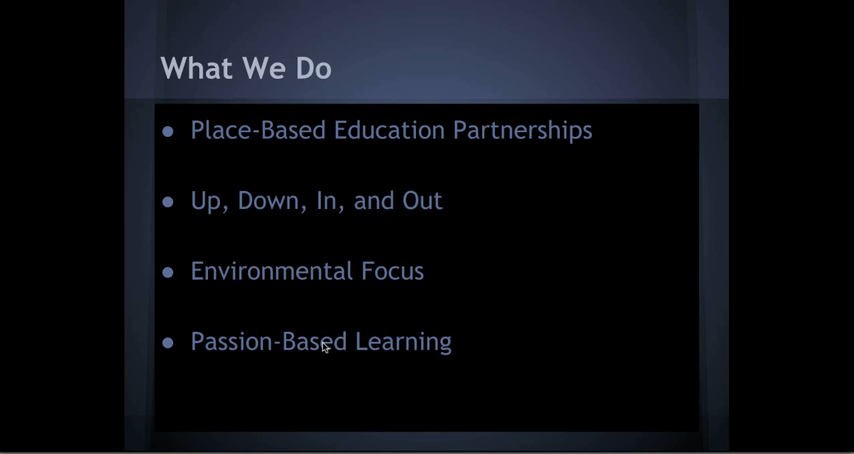 What We Do
● Place-Based Education Partnerships
● Up, Down, In, and Out
● Environmental Focus
● Passion-Based Learning